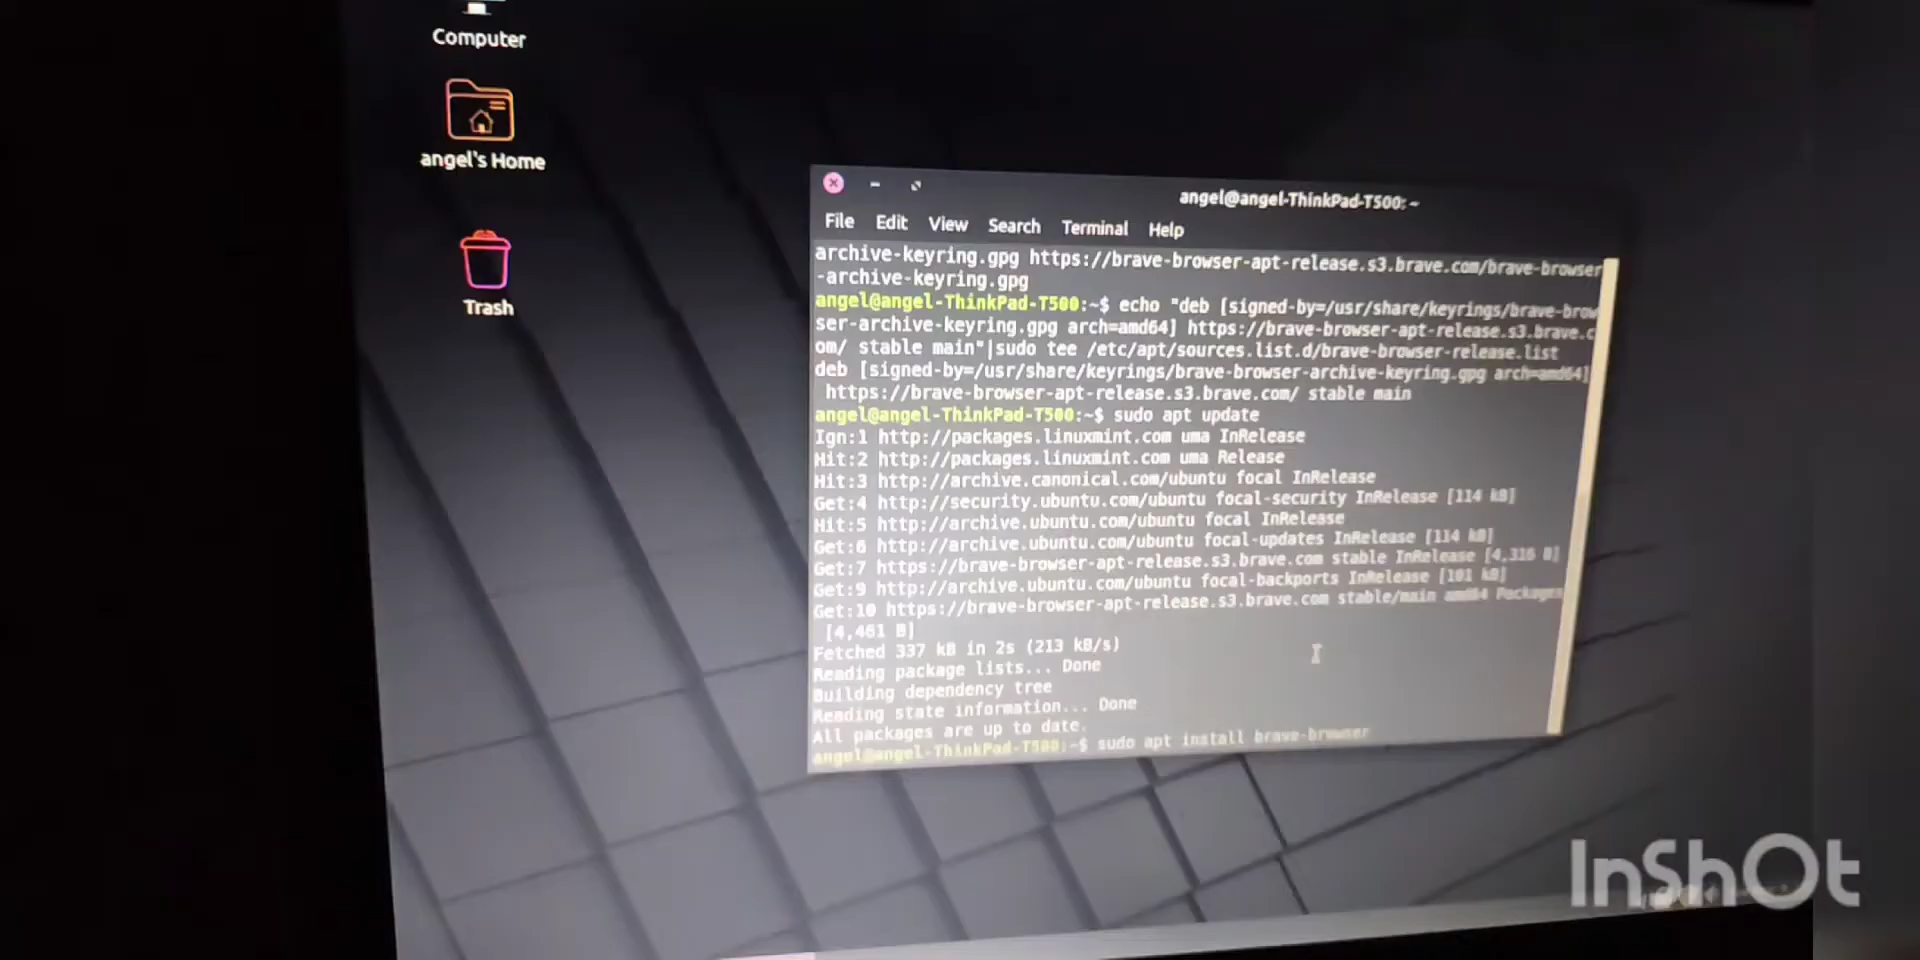 Computer
angel's Home
Trash
angel@angel-ThinkPad-T500: ~
File Edit View Search Terminal Help
archive-keyring.gpg https://brave-browser-apt-release.s3.brave.com/brave-browser
-archive-keyring.gpg
angel@angel-ThinkPad-T500:~$ echo "deb [signed-by=/usr/share/keyrings/brave-brow
ser-archive-keyring.gpg arch=amd64] https://brave-browser-apt-release.s3.brave.c
om/ stable main"|sudo tee /etc/apt/sources.list.d/brave-browser-release.list
deb [signed-by=/usr/share/keyrings/brave-browser-archive-keyring.gpg arch=amd64]
https://brave-browser-apt-release.s3.brave.com/ stable main
angel@angel-ThinkPad-T500:~$ sudo apt update
Ign:1 http://packages.linuxmint.com uma InRelease
Hit:2 http://packages.linuxmint.com uma Release
Hit:3 http://archive.canonical.com/ubuntu focal InRelease
Get:4 http://security.ubuntu.com/ubuntu focal-security InRelease [114 kB]
Hit:5 http://archive.ubuntu.com/ubuntu focal InRelease
Get:6 http://archive.ubuntu.com/ubuntu focal-updates InRelease [114 kB]
Get:7 https://brave-browser-apt-release.s3.brave.com stable InRelease [4,316 B]
Get:9 http://archive.ubuntu.com/ubuntu focal-backports InRelease [101 kB]
Get:10 https://brave-browser-apt-release.s3.brave.com stable/main amd64 Packages
[4,461 B]
Fetched 337 kB in 2s (213 kB/s)
Reading package lists... Done
Building dependency tree
Reading state information... Done
All packages are up to date.
angel@angel-ThinkPad-T500:~$ sudo apt install brave-browser
InShOt